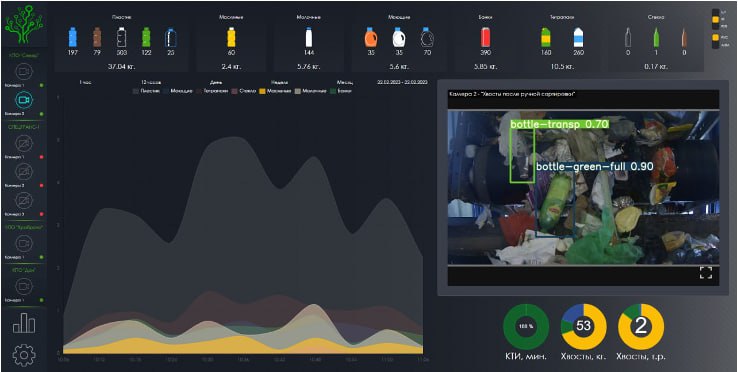 Пластик
197 79 203 122 25
37.04 кг.
Масляные
60
2.4 кг.
Молочные
144
5.76 кг.
Моющие
35 35 70
5.6 кг.
Банки
390
5.85 кг.
Тетрапаки
160 260
10.5 кг.
Стекло
0 1 0
0.17 кг.
КПО "Север"
Камера 1
Камера 2
СПЕЦТРАНС-1
Камера 1
Камера 2
Камера 3
Камера 1
КПО "Дон"
Камера 1
1 час 12 часов День Неделя Месяц 22.02.2023 - 22.02.2023
Пластик Моющие Тетрапаки Стекло Масляные Молочные Банки
Камера 2 - "Хвосты после ручной сортировки"
bottle-transp 0.70
bottle-green-full 0.90
100 %
КТИ, мин.
53
Хвосты, кг.
2
Хвосты, т.р.